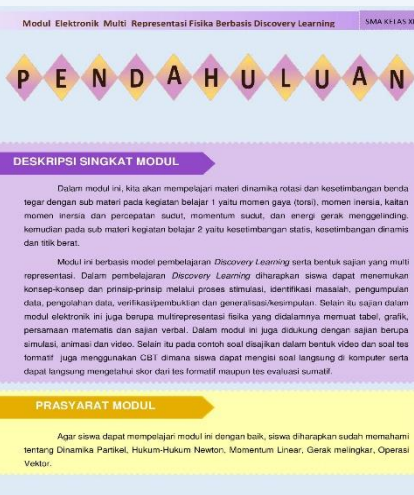 Modul Elektronik Multi Representasi Fisika Berbasis Discovery Learning SMA KELAS XI
PENDAHULUAN
DESKRIPSI SINGKAT MODUL
Dalam modul ini, kita akan mempelajari materi dinamika rotasi dan kesetimbangan benda
tegar dengan sub materi pada kegiatan belajar 1 yaitu momen gaya (torsi), momen inersia, kaitan
momen inersia dan percepatan sudut, momentum sudut, dan energi gerak menggelinding.
kemudian pada sub materi kegiatan belajar 2 yaitu kesetimbangan statis, kesetimbangan dinamis
dan titik berat.
Modul ini berbasis model pembelajaran Discovery Learning serta bentuk sajian yang multi
representasi. Dalam pembelajaran Discovery Learning diharapkan siswa dapat menemukan
konsep-konsep dan prinsip-prinsip melalui proses stimulasi, identifikasi masalah, pengumpulan
data, pengolahan data, verifikasi/pembuktian dan generalisasi/kesimpulan. Selain itu sajian dalam
modul elektronik ini juga berupa multirepresentasi fisika yang didalamnya memuat tabel, grafik,
persamaan matematis dan sajian verbal. Dalam modul ini juga didukung dengan sajian berupa
simulasi, animasi dan video. Selain itu pada contoh soal disajikan dalam bentuk video dan soal tes
formatif juga menggunakan CBT dimana siswa dapat mengisi soal langsung di komputer serta
dapat langsung mengetahui skor dari tes formatif maupun tes evaluasi sumatif.
PRASYARAT MODUL
Agar siswa dapat mempelajari modul ini dengan baik, siswa diharapkan sudah memahami
tentang Dinamika Partikel, Hukum-Hukum Newton, Momentum Linear, Gerak melingkar, Operasi
Vektor.